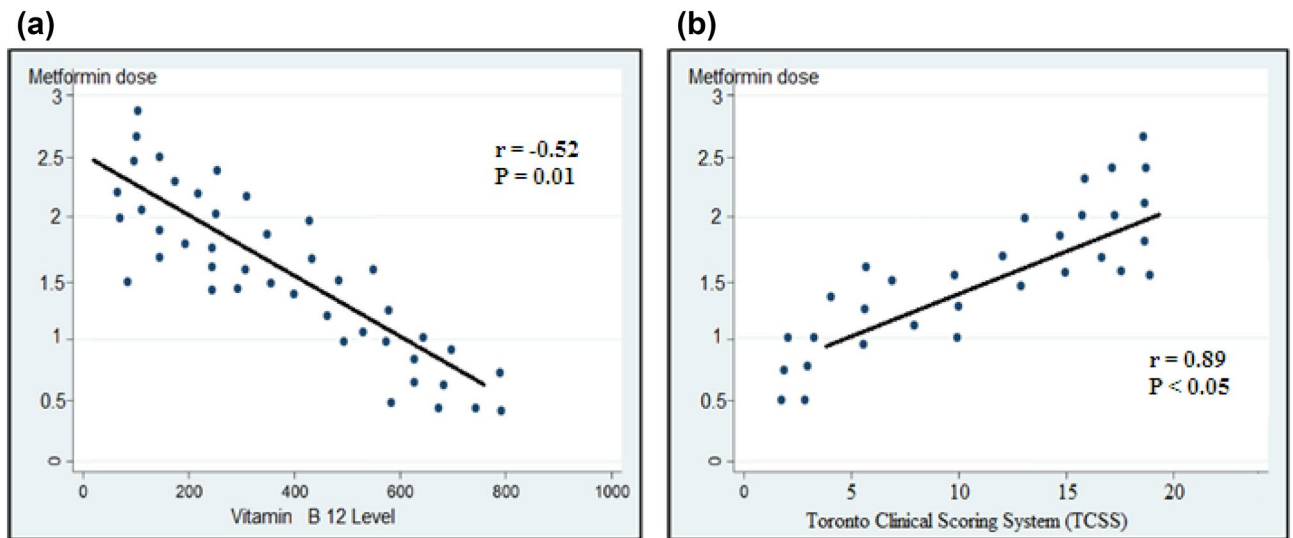 (a)
Metformin dose
3
2.5
2
1.5
1
0.5
0
r = -0.52
P = 0.01
0 200 400 600 800 1000
Vitamin B 12 Level
(b)
Metformin dose
3
2.5
2
1.5
1
0.5
0
r = 0.89
P < 0.05
0 5 10 15 20
Toronto Clinical Scoring System (TCSS)